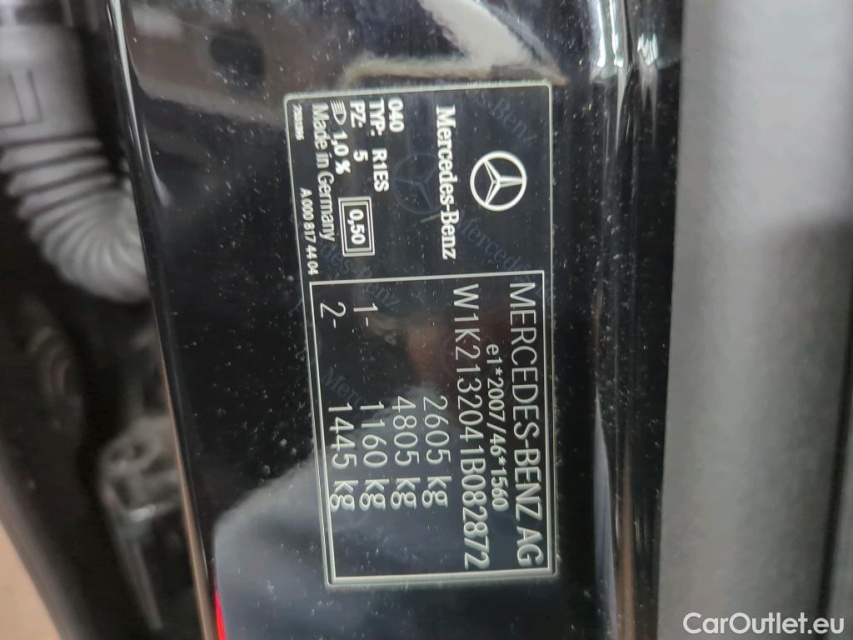 Mercedes-Benz
040
TYP: R1ES
PZ: 5
1,0 %
0,50
Made in Germany
A 000 817 44 04
MERCEDES-BENZ AG
e1*2007/46*1560
W1K2132041B082872
2605 kg
4805 kg
1- 1160 kg
2- 1445 kg
CarOutlet.eu